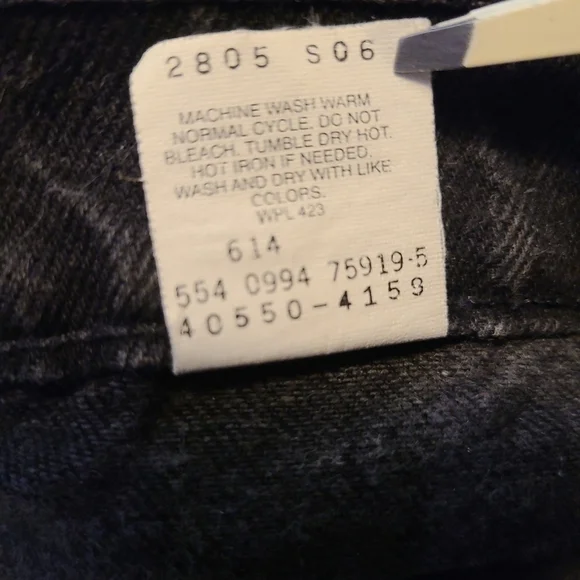 2805 S06
MACHINE WASH WARM
NORMAL CYCLE. DO NOT
BLEACH. TUMBLE DRY HOT.
HOT IRON IF NEEDED.
WASH AND DRY WITH LIKE
COLORS.
WPL 423
614
554 0994 75919-5
40550-4159